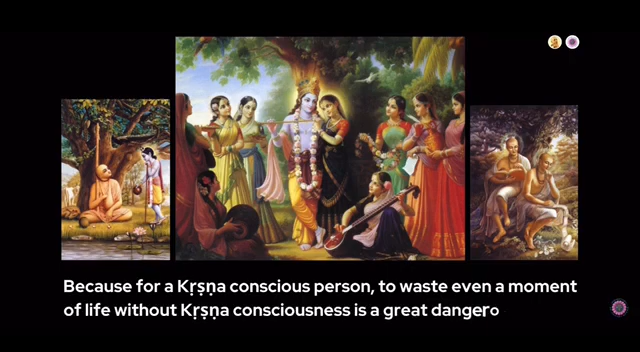 Because for a Kṛṣṇa conscious person, to waste even a moment
of life without Kṛṣṇa consciousness is a great dangero